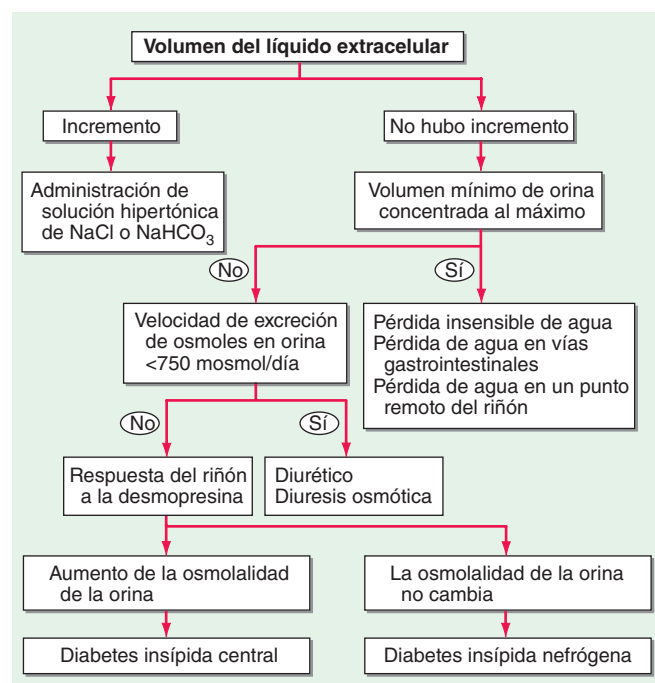 Volumen del líquido extracelular
Incremento
No hubo incremento
Administración de
solución hipertónica
de NaCl o NaHCO₃
Volumen mínimo de orina
concentrada al máximo
No
Sí
Velocidad de excreción
de osmoles en orina
<750 mosmol/día
Pérdida insensible de agua
Pérdida de agua en vías
gastrointestinales
Pérdida de agua en un punto
remoto del riñón
No
Sí
Respuesta del riñón
a la desmopresina
Diurético
Diuresis osmótica
Aumento de la osmolalidad
de la orina
La osmolalidad de la orina
no cambia
Diabetes insípida central
Diabetes insípida nefrógena